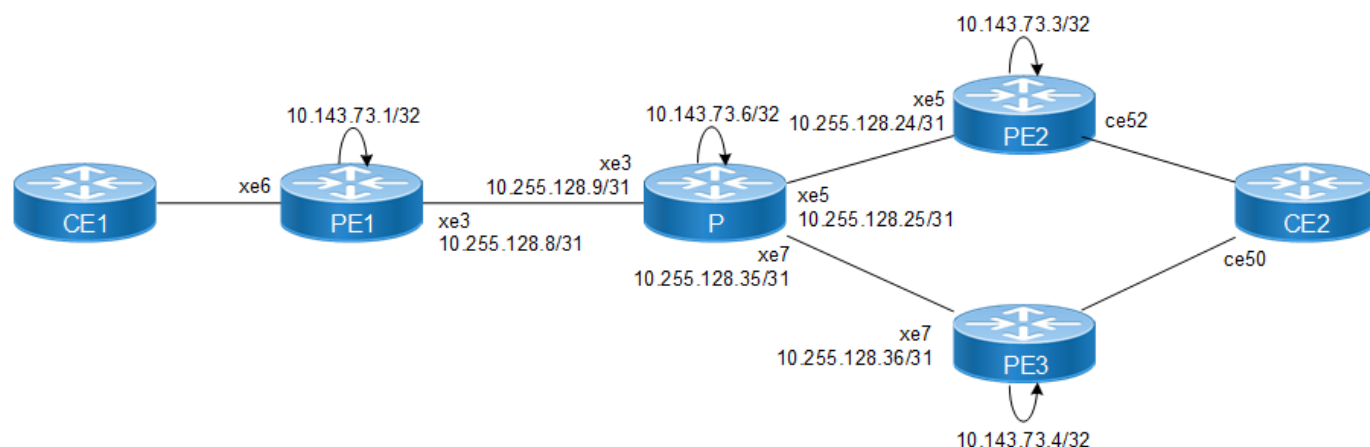 10.143.73.3/32
10.143.73.1/32
10.143.73.6/32
xe5
10.255.128.24/31
PE2
ce52
xe3
10.255.128.9/31
xe6
CE1
PE1
xe3
10.255.128.8/31
P
xe5
10.255.128.25/31
CE2
xe7
10.255.128.35/31
ce50
xe7
10.255.128.36/31
PE3
10.143.73.4/32